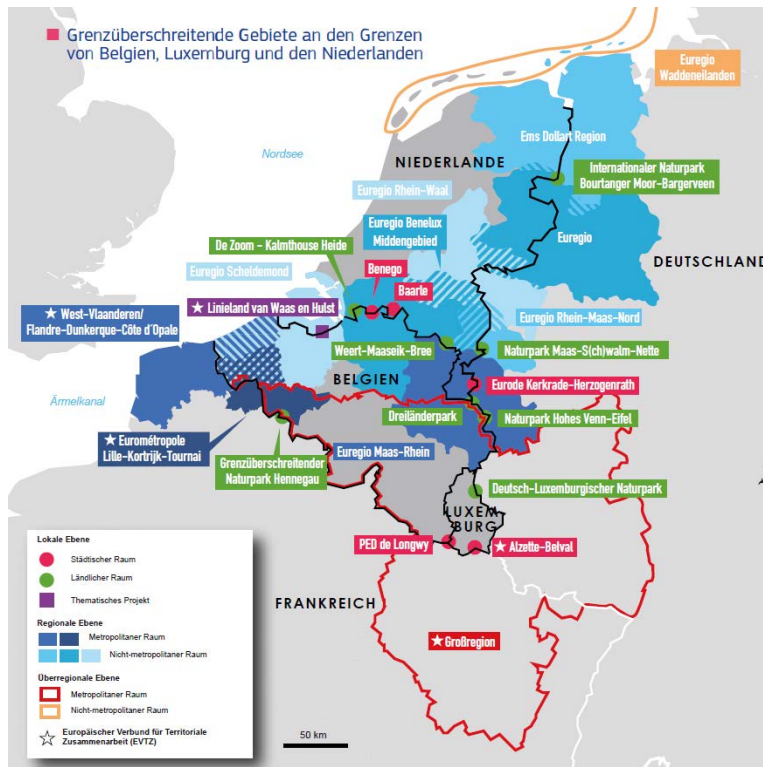 Grenzüberschreitende Gebiete an den Grenzen
von Belgien, Luxemburg und den Niederlanden
Euregio
Waddeneilanden
Ems Dollart Region
Nordsee
NIEDERLANDE
Internationaler Naturpark
Bourtanger Moor-Bargerveen
Euregio Rhein-Waal
Euregio Benelux
Middengebied
Euregio
De Zoom – Kalmthouse Heide
DEUTSCHLAND
Benego
Euregio Scheldemond
Baarle
★ Linieland van Waas en Hulst
★ West-Vlaanderen/
Flandre-Dunkerque-Côte d´Opale
Euregio Rhein-Maas-Nord
Weert-Maaseik-Bree
Naturpark Maas-S(ch)walm-Nette
BELGIEN
Eurode Kerkrade-Herzogenrath
Ärmelkanal
Dreiländerpark
Naturpark Hohes Venn-Eifel
★ Eurométropole
Lille-Kortrijk-Tournai
Euregio Maas-Rhein
Grenzüberschreitender
Naturpark Hennegau
Deutsch-Luxemburgischer Naturpark
LUXEM
BURG
PED de Longwy
★ Alzette-Belval
FRANKREICH
★ Großregion
Lokale Ebene
Städtischer Raum
Ländlicher Raum
Thematisches Projekt
Regionale Ebene
Metropolitaner Raum
Nicht-metropolitaner Raum
Überregionale Ebene
Metropolitaner Raum
Nicht-metropolitaner Raum
Europäischer Verbund für Territoriale
Zusammenarbeit (EVTZ)
50 km